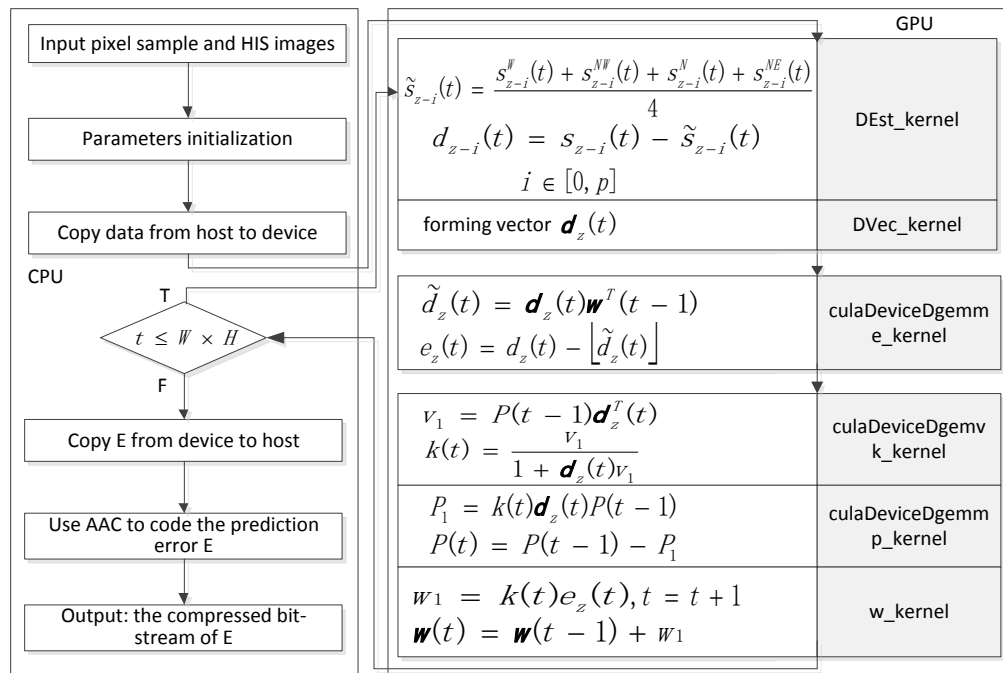 Input pixel sample and HIS images
Parameters initialization
Copy data from host to device
CPU
T
t ≤ W × H
F
Copy E from device to host
Use AAC to code the prediction
error E
Output: the compressed bit-
stream of E
GPU
s̃_{z-i}(t) = (s^W_{z-i}(t) + s^{NW}_{z-i}(t) + s^N_{z-i}(t) + s^{NE}_{z-i}(t)) / 4
d_{z-i}(t) = s_{z-i}(t) - s̃_{z-i}(t)
i ∈ [0, p]
DEst_kernel
forming vector d_z(t)
DVec_kernel
d̃_z(t) = d_z(t)w^T(t - 1)
e_z(t) = d_z(t) - ⌊d̃_z(t)⌋
culaDeviceDgemm
e_kernel
v_1 = P(t - 1)d_z^T(t)
k(t) = v_1 / (1 + d_z(t)v_1)
culaDeviceDgemv
k_kernel
P_1 = k(t)d_z(t)P(t - 1)
P(t) = P(t - 1) - P_1
culaDeviceDgemm
p_kernel
w_1 = k(t)e_z(t), t = t + 1
w(t) = w(t - 1) + w_1
w_kernel